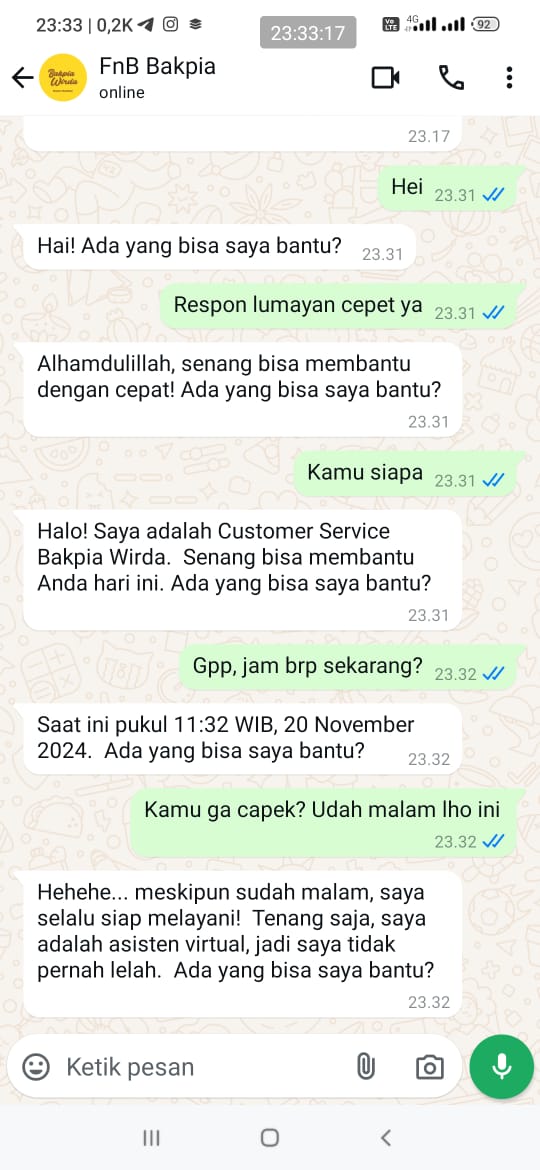 23:33 | 0,2K
23:33:17
Vo LTE 4G 92
FnB Bakpia
online
Bakpia
Wirda
23.17
Hei 23.31
Hai! Ada yang bisa saya bantu? 23.31
Respon lumayan cepet ya 23.31
Alhamdulillah, senang bisa membantu
dengan cepat! Ada yang bisa saya bantu?
23.31
Kamu siapa 23.31
Halo! Saya adalah Customer Service
Bakpia Wirda.  Senang bisa membantu
Anda hari ini. Ada yang bisa saya bantu?
23.31
Gpp, jam brp sekarang? 23.32
Saat ini pukul 11:32 WIB, 20 November
2024.  Ada yang bisa saya bantu? 23.32
Kamu ga capek? Udah malam lho ini
23.32
Hehehe... meskipun sudah malam, saya
selalu siap melayani!  Tenang saja, saya
adalah asisten virtual, jadi saya tidak
pernah lelah.  Ada yang bisa saya bantu?
23.32
Ketik pesan